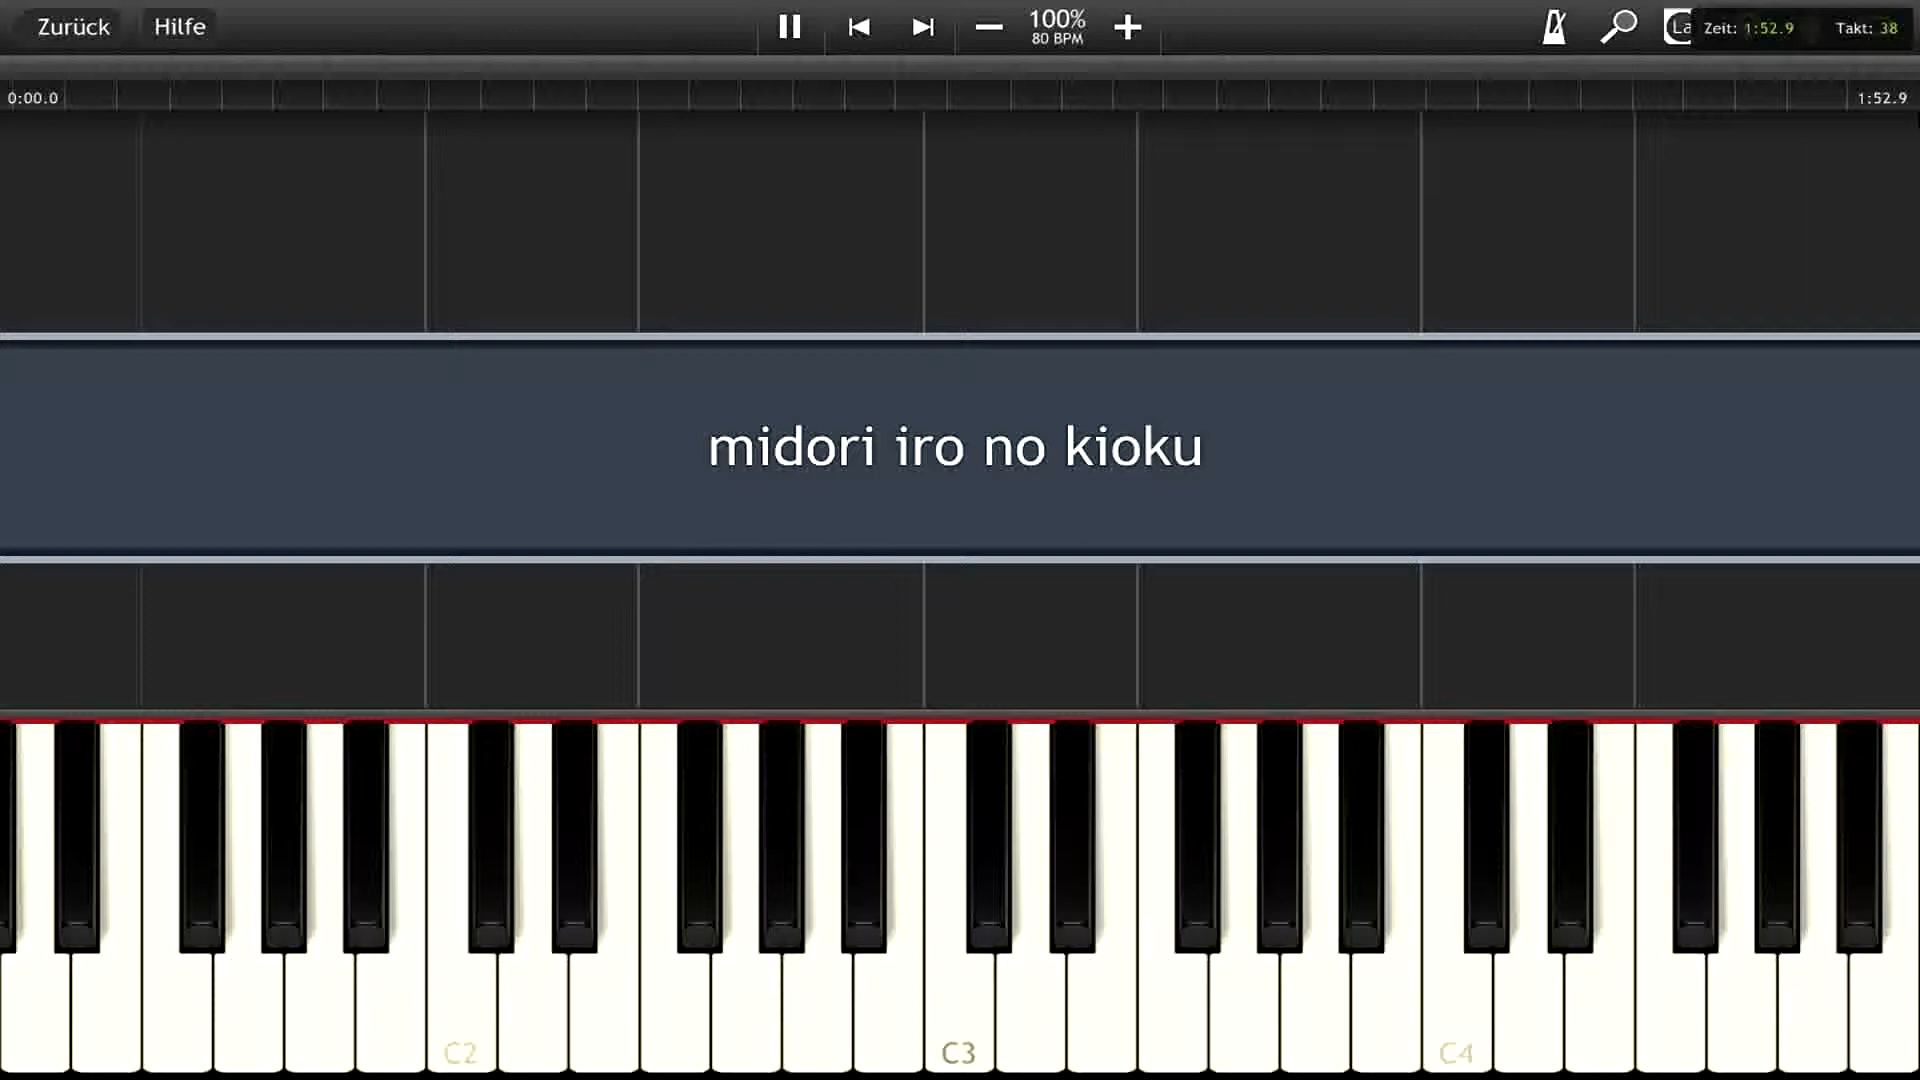 Zurück Hilfe 100% La Zeit: 1:52.9 Takt: 38
80 BPM
0:00.0 1:52.9
midori iro no kioku
C2 C3 C4